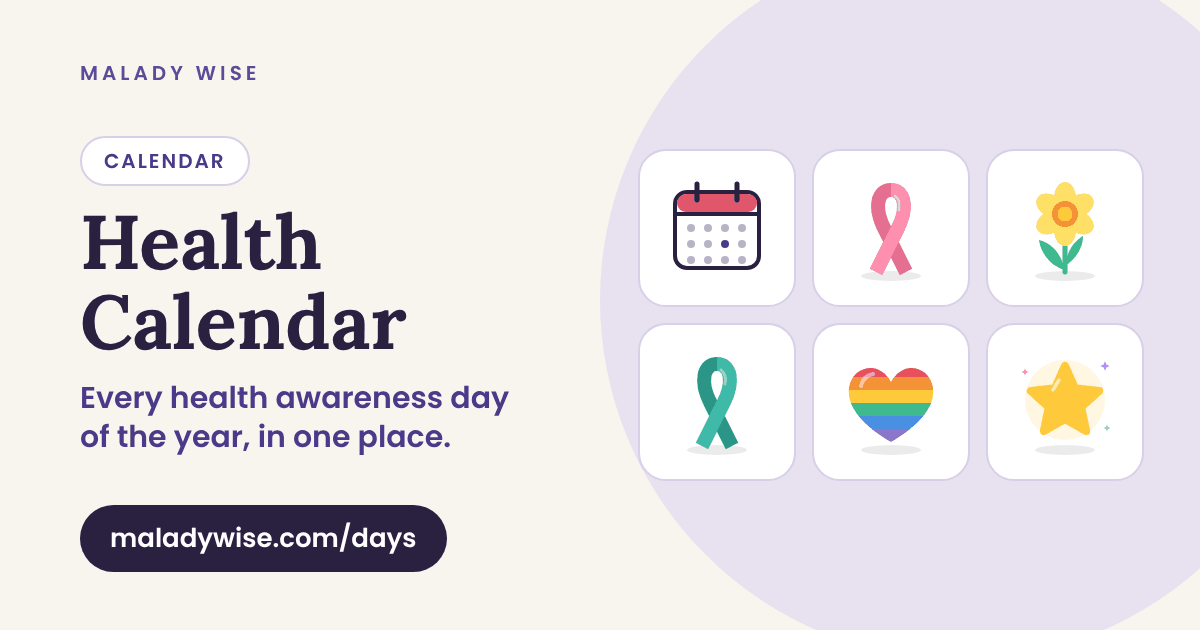 MALADY WISE
CALENDAR
Health
Calendar
Every health awareness day
of the year, in one place.
maladywise.com/days